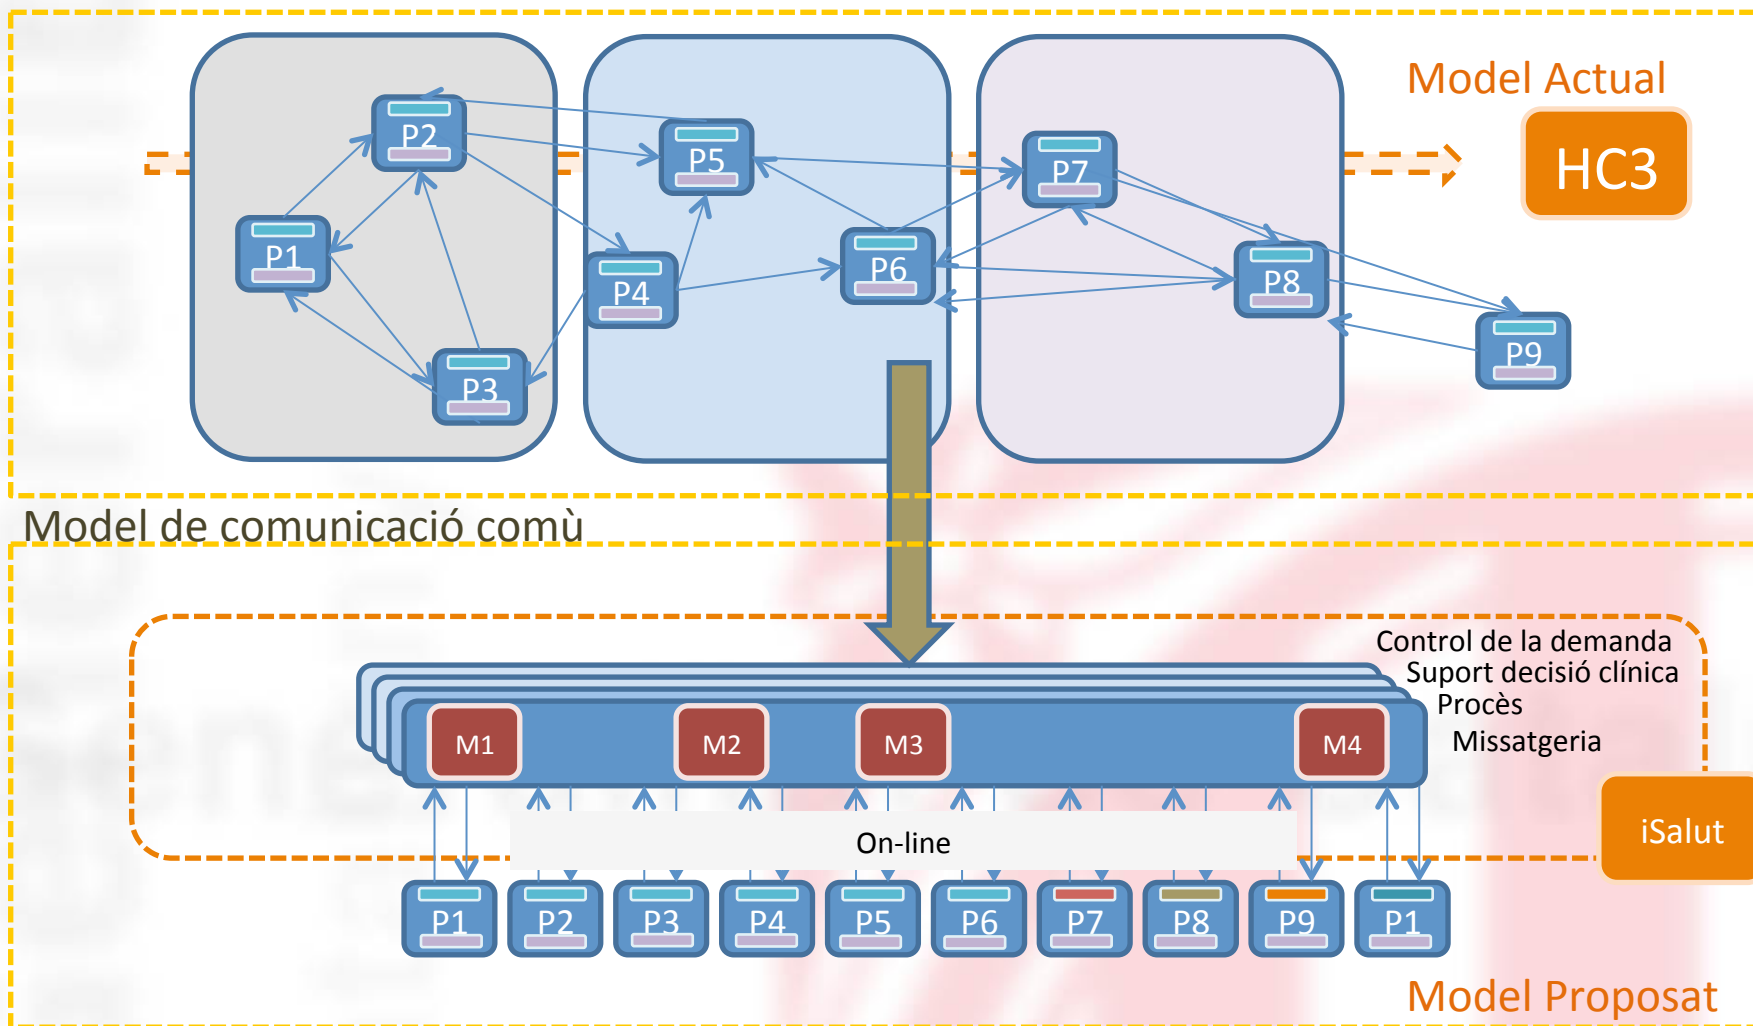 Model Actual
HC3
P2
P5
P7
P1
P4
P6
P8
P3
P9
Model de comunicació comù
Control de la demanda
Suport decisió clínica
Procès
Missatgeria
M1
M2
M3
M4
iSalut
On-line
P1
P2
P3
P4
P5
P6
P7
P8
P9
P1
Model Proposat